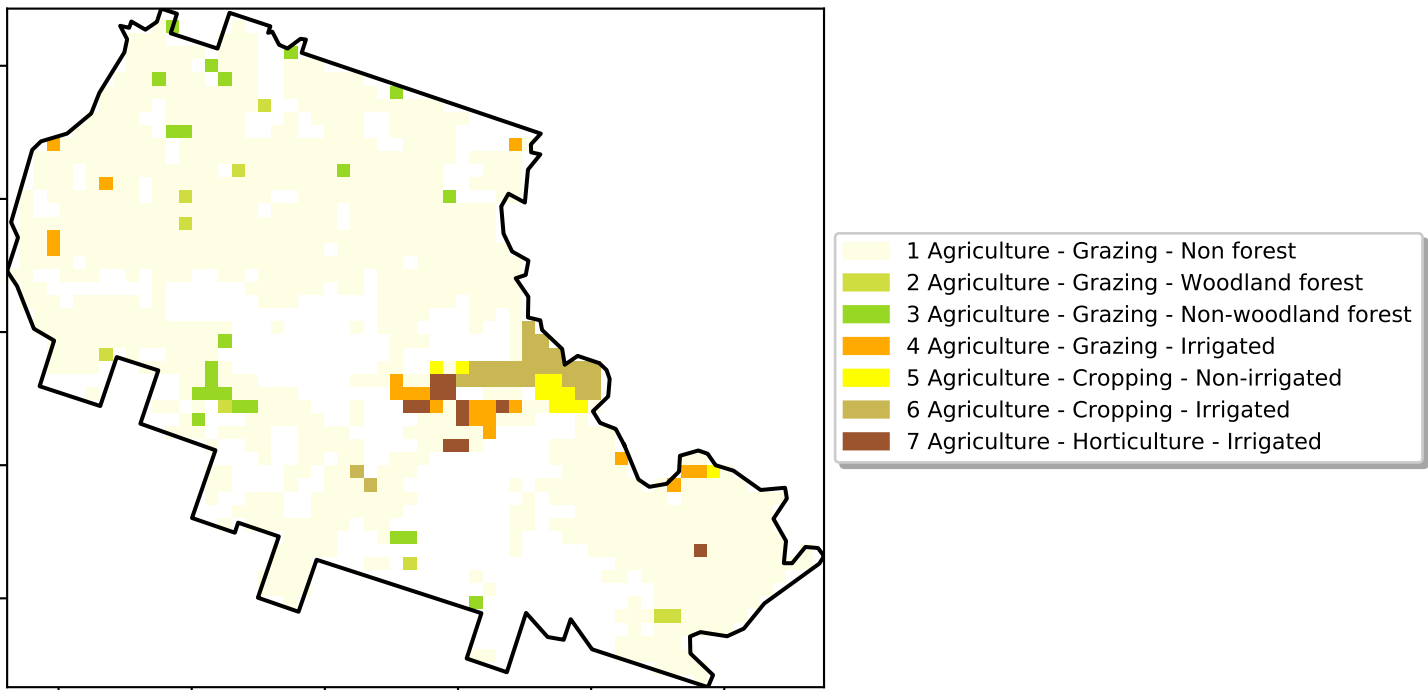 1 Agriculture - Grazing - Non forest
2 Agriculture - Grazing - Woodland forest
3 Agriculture - Grazing - Non-woodland forest
4 Agriculture - Grazing - Irrigated
5 Agriculture - Cropping - Non-irrigated
6 Agriculture - Cropping - Irrigated
7 Agriculture - Horticulture - Irrigated